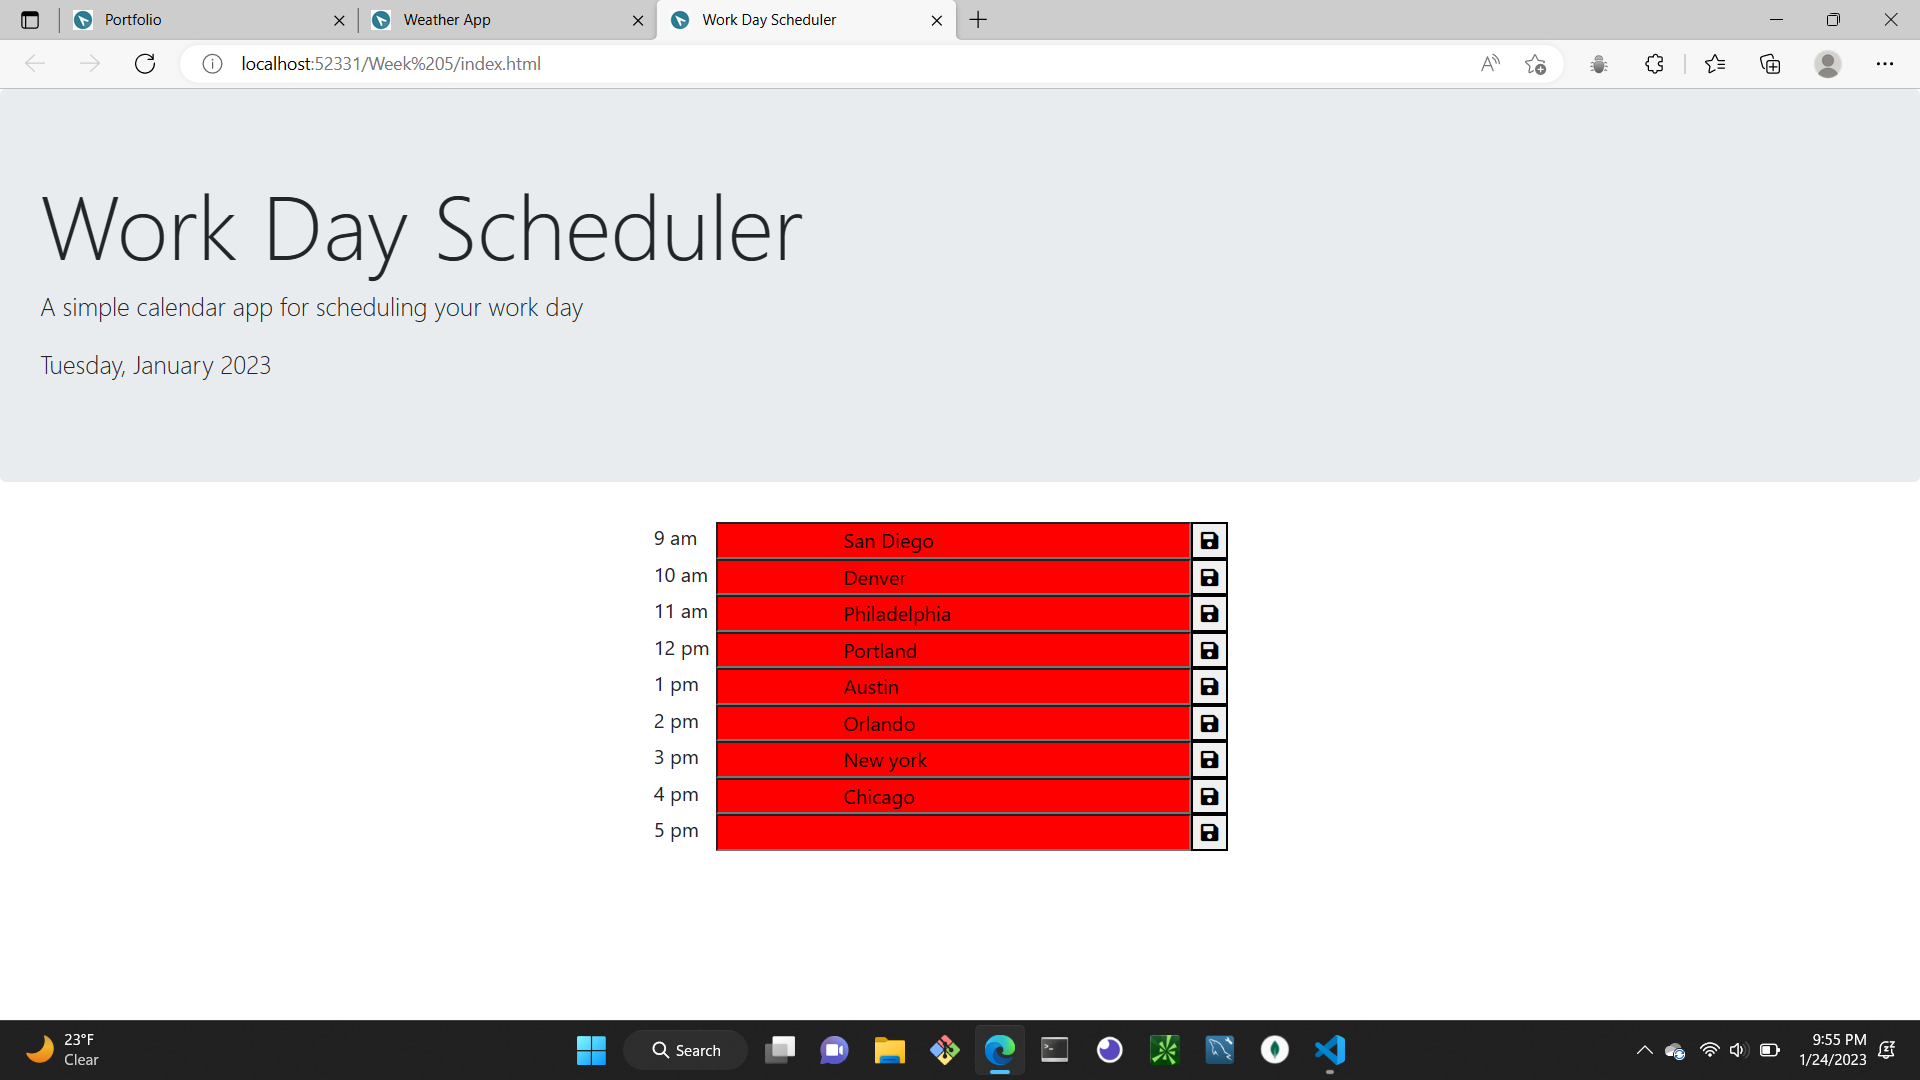 Portfolio
Weather App
Work Day Scheduler
localhost:52331/Week%205/index.html
Work Day Scheduler
A simple calendar app for scheduling your work day
Tuesday, January 2023
9 am San Diego
10 am Denver
11 am Philadelphia
12 pm Portland
1 pm Austin
2 pm Orlando
3 pm New york
4 pm Chicago
5 pm
23°F
Clear
Search
9:55 PM
1/24/2023